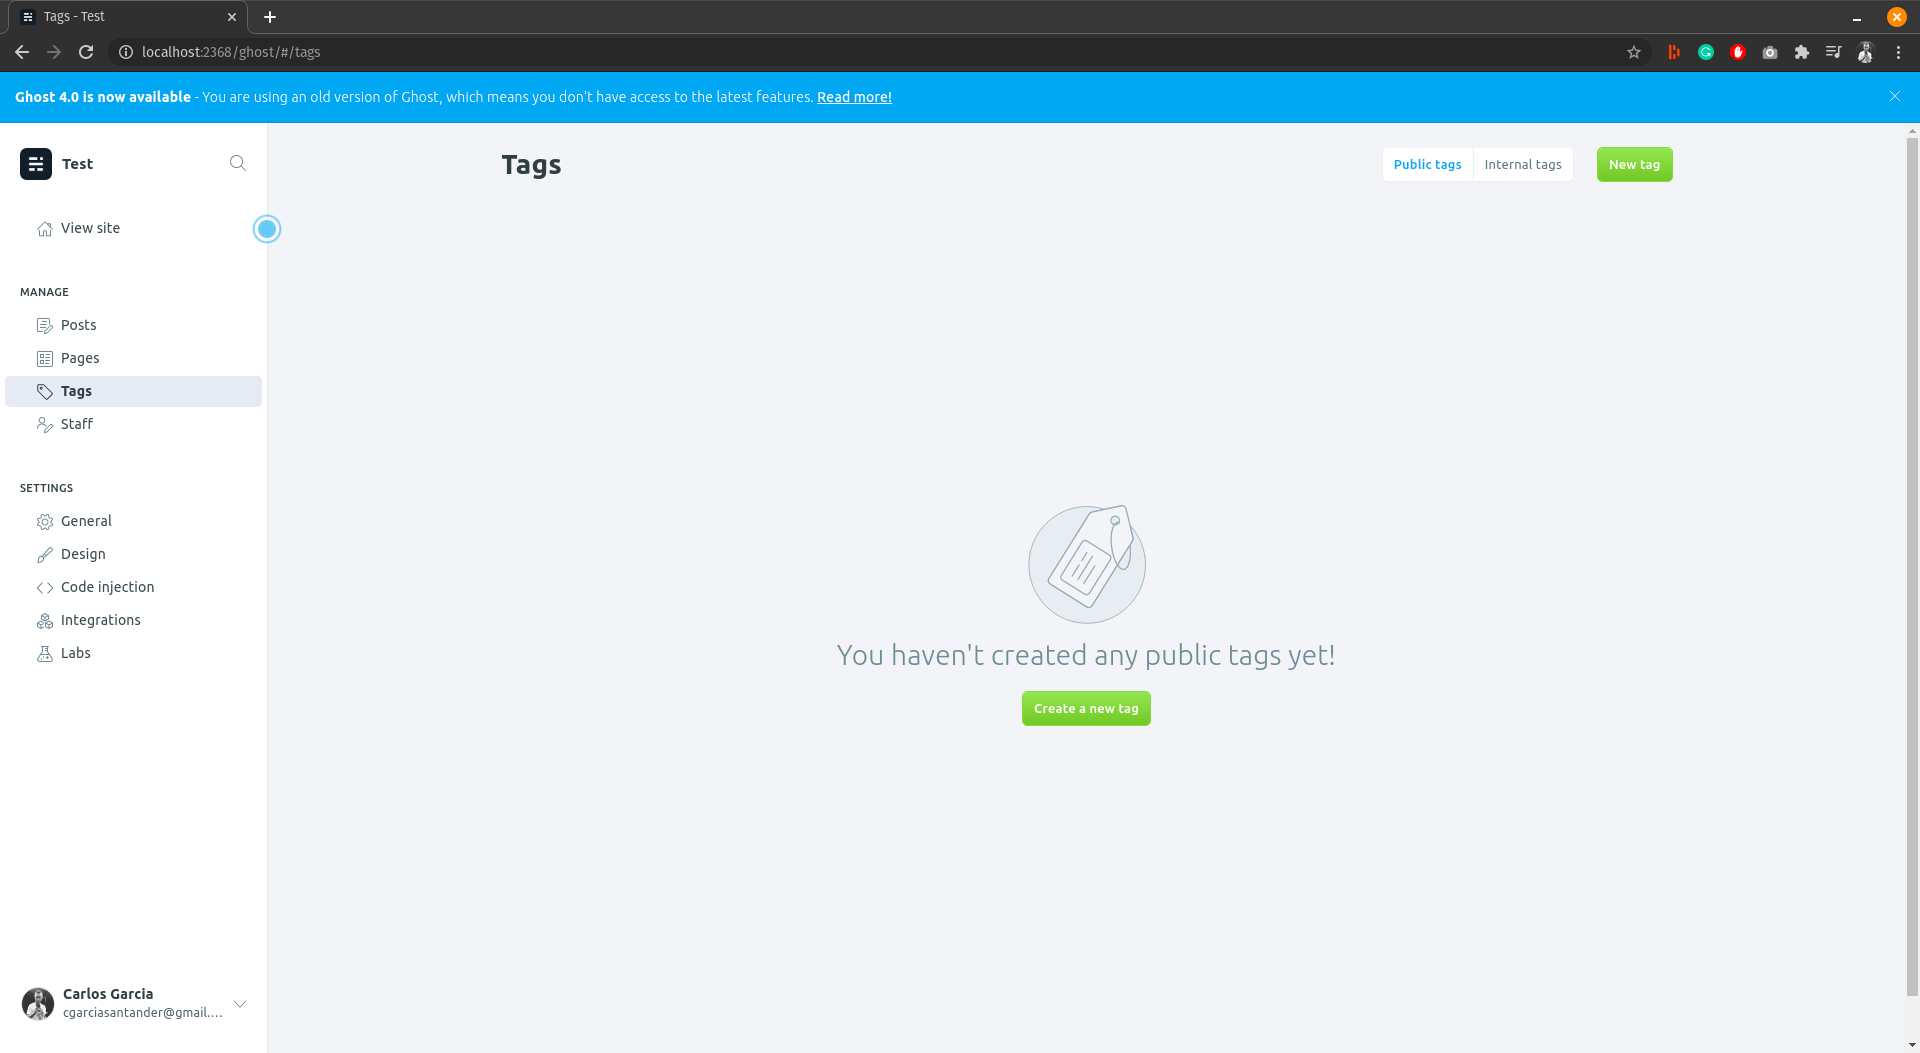 Tags - Test
localhost:2368/ghost/#/tags
Ghost 4.0 is now available - You are using an old version of Ghost, which means you don't have access to the latest features. Read more!
Test
View site
MANAGE
Posts
Pages
Tags
Staff
SETTINGS
General
Design
Code injection
Integrations
Labs
Carlos Garcia
cgarciasantander@gmail....
Tags
Public tags
Internal tags
New tag
You haven't created any public tags yet!
Create a new tag